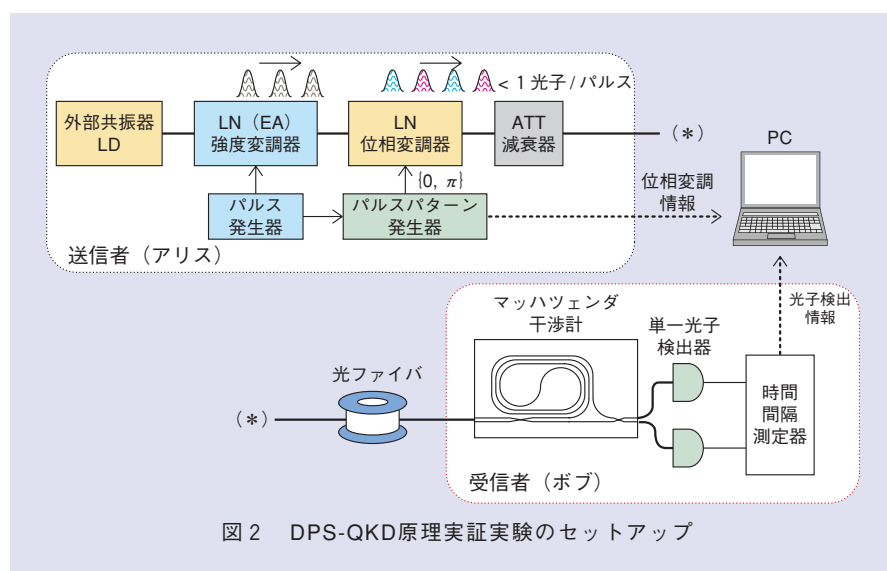 < 1 光子/パルス
外部共振器
LD
LN（EA）
強度変調器
LN
位相変調器
ATT
減衰器
(*)
PC
{0, π}
パルス
発生器
パルスパターン
発生器
位相変調
情報
送信者（アリス）
マッハツェンダ
干渉計
単一光子
検出器
光子検出
情報
光ファイバ
(*)
時間
間隔
測定器
受信者（ボブ）
図2 DPS-QKD原理実証実験のセットアップ